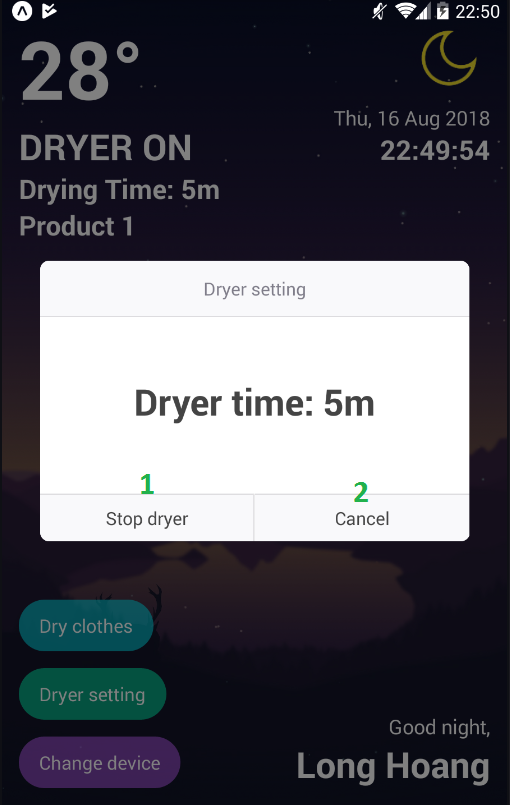 22:50
28°
Thu, 16 Aug 2018
DRYER ON
22:49:54
Drying Time: 5m
Product 1
Dryer setting
Dryer time: 5m
1
2
Stop dryer
Cancel
Dry clothes
Dryer setting
Change device
Good night,
Long Hoang